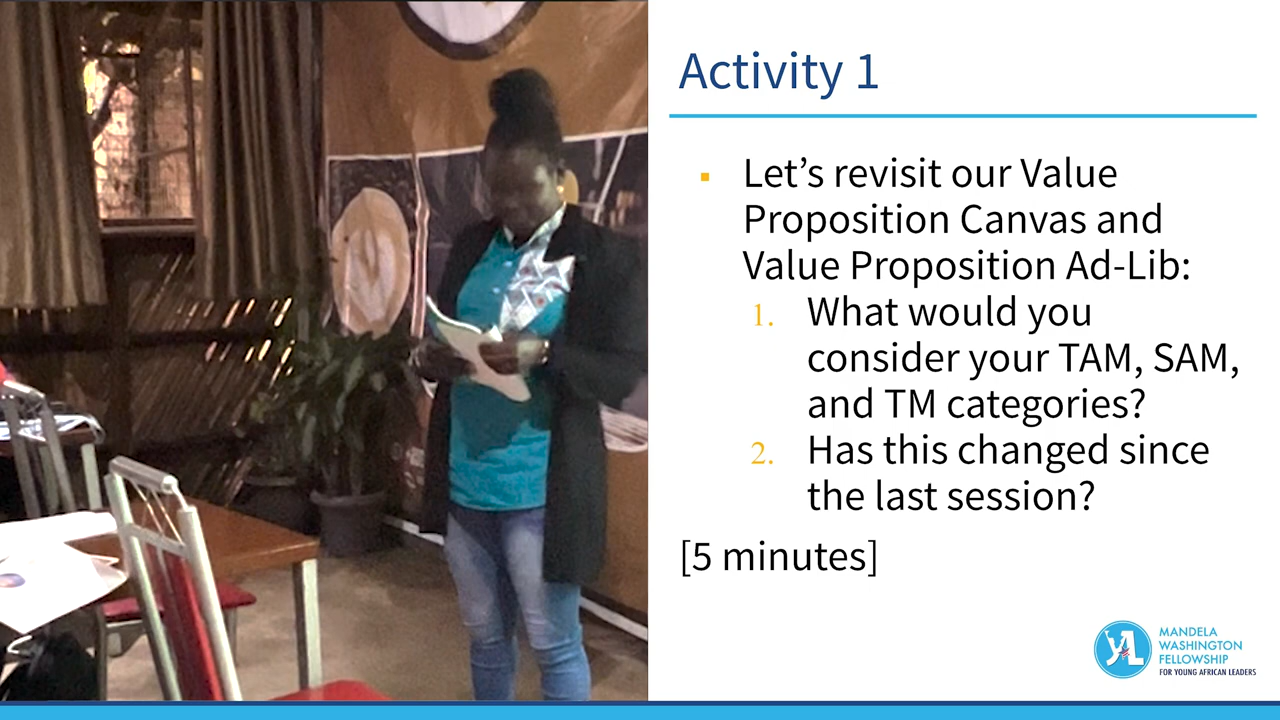 Activity 1
▪ Let’s revisit our Value
Proposition Canvas and
Value Proposition Ad-Lib:
1. What would you
consider your TAM, SAM,
and TM categories?
2. Has this changed since
the last session?
[5 minutes]
YAL
MANDELA
WASHINGTON
FELLOWSHIP
FOR YOUNG AFRICAN LEADERS